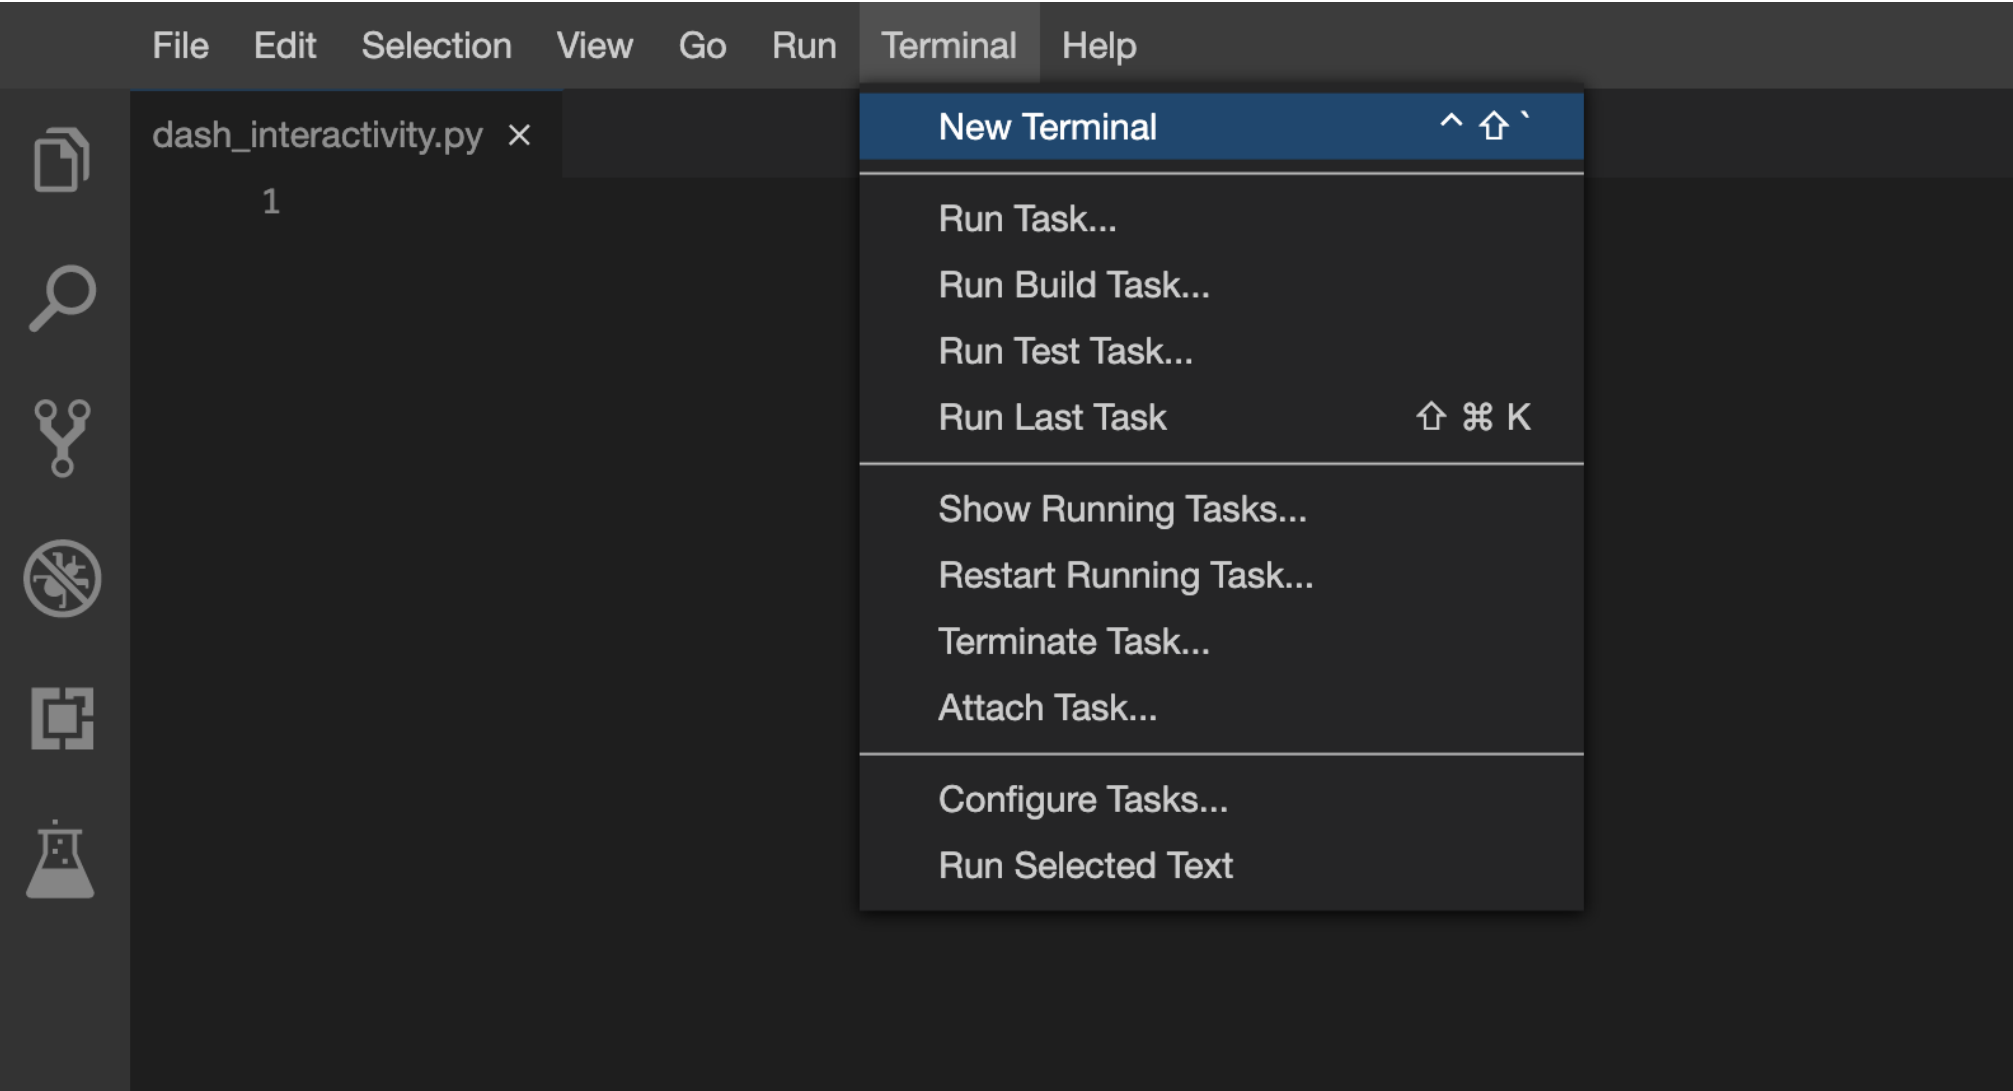 File Edit Selection View Go Run Terminal Help
dash_interactivity.py ×
1
New Terminal ^ ⇧ `
Run Task...
Run Build Task...
Run Test Task...
Run Last Task ⇧ ⌘ K
Show Running Tasks...
Restart Running Task...
Terminate Task...
Attach Task...
Configure Tasks...
Run Selected Text